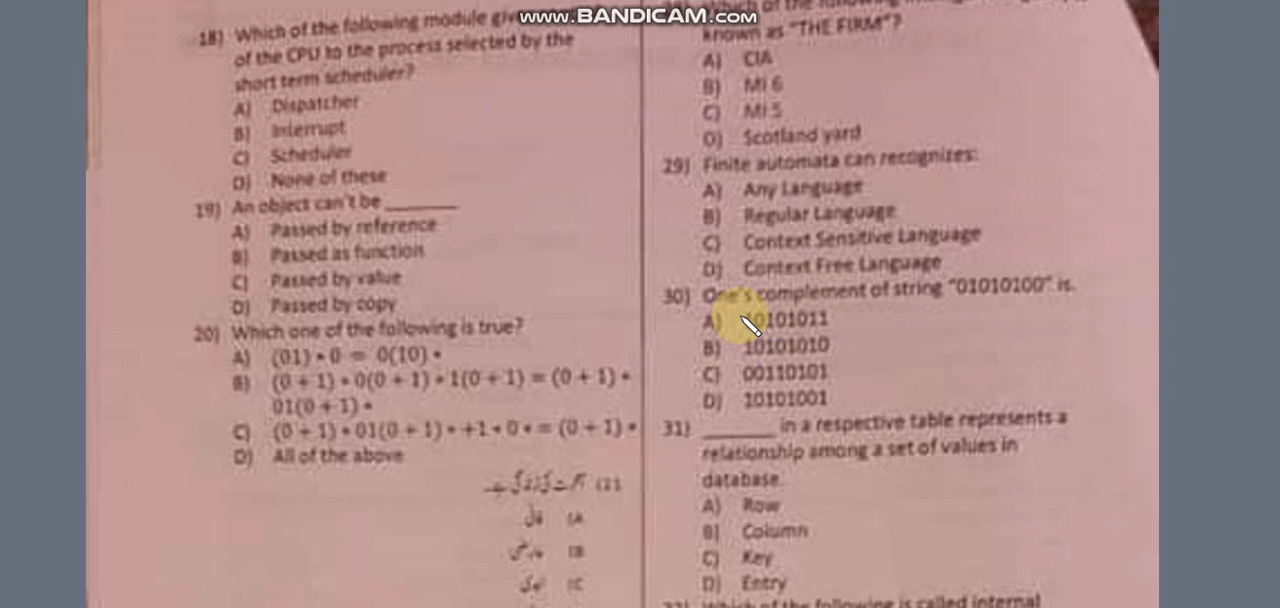 www.BANDICAM.com
18) Which of the following module
of the CPU to the process selected by the
short term scheduler?
A) Dispatcher
B) Interrupt
C) Scheduler
D) None of these
19) An object can't be ______
A) Passed by reference
B) Passed as function
C) Passed by value
D) Passed by copy
20) Which one of the following is true?
A) (01) * 0 = 0(10) *
B) (0 + 1) * 0(0 + 1) * 1(0 + 1) = (0 + 1) *
01(0 + 1) *
C) (0 + 1) * 01(0 + 1) * +1 * 0 * = (0 + 1) *
D) All of the above
(21
(A
(B
(C
known as "THE FIRM"?
A) CIA
B) MI 6
C) MI 5
D) Scotland yard
29) Finite automata can recognizes:
A) Any Language
B) Regular Language
C) Context Sensitive Language
D) Context Free Language
30) One's complement of string "01010100" is.
A) 10101011
B) 10101010
C) 00110101
D) 10101001
31) ______ in a respective table represents a
relationship among a set of values in
database.
A) Row
B) Column
C) Key
D) Entry
Which of the following is called internal